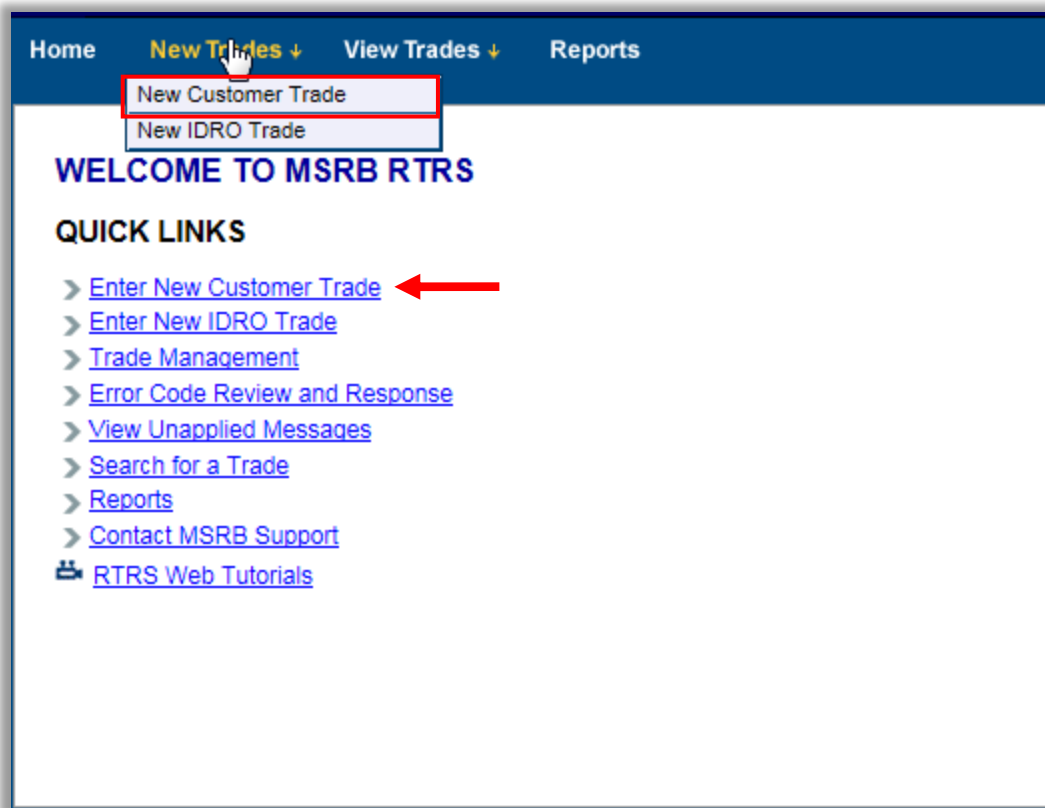 Home New Trades ↓ View Trades ↓ Reports
New Customer Trade
New IDRO Trade
WELCOME TO MSRB RTRS
QUICK LINKS
Enter New Customer Trade
Enter New IDRO Trade
Trade Management
Error Code Review and Response
View Unapplied Messages
Search for a Trade
Reports
Contact MSRB Support
RTRS Web Tutorials